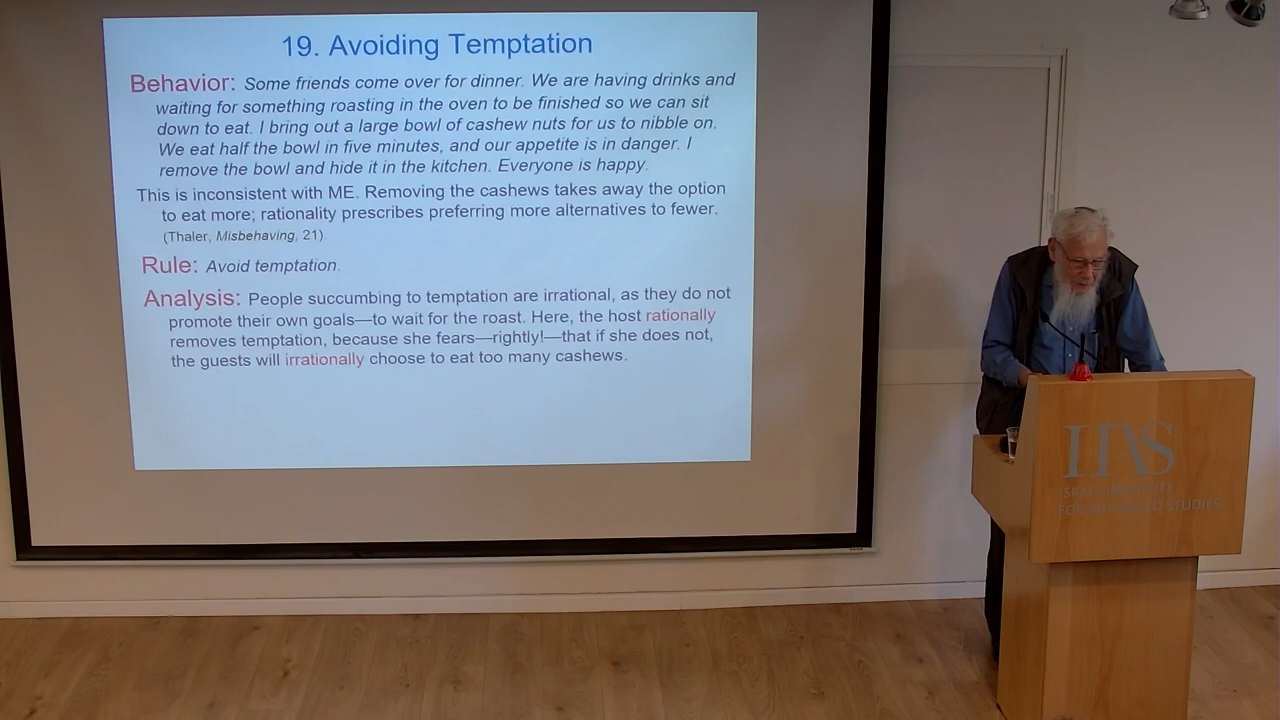 19. Avoiding Temptation
Behavior: Some friends come over for dinner. We are having drinks and
waiting for something roasting in the oven to be finished so we can sit
down to eat. I bring out a large bowl of cashew nuts for us to nibble on.
We eat half the bowl in five minutes, and our appetite is in danger. I
remove the bowl and hide it in the kitchen. Everyone is happy.
This is inconsistent with ME. Removing the cashews takes away the option
to eat more; rationality prescribes preferring more alternatives to fewer.
(Thaler, Misbehaving, 21).
Rule: Avoid temptation.
Analysis: People succumbing to temptation are irrational, as they do not
promote their own goals—to wait for the roast. Here, the host rationally
removes temptation, because she fears—rightly!—that if she does not,
the guests will irrationally choose to eat too many cashews.
IIAS
ISRAEL INSTITUTE
FOR ADVANCED STUDIES